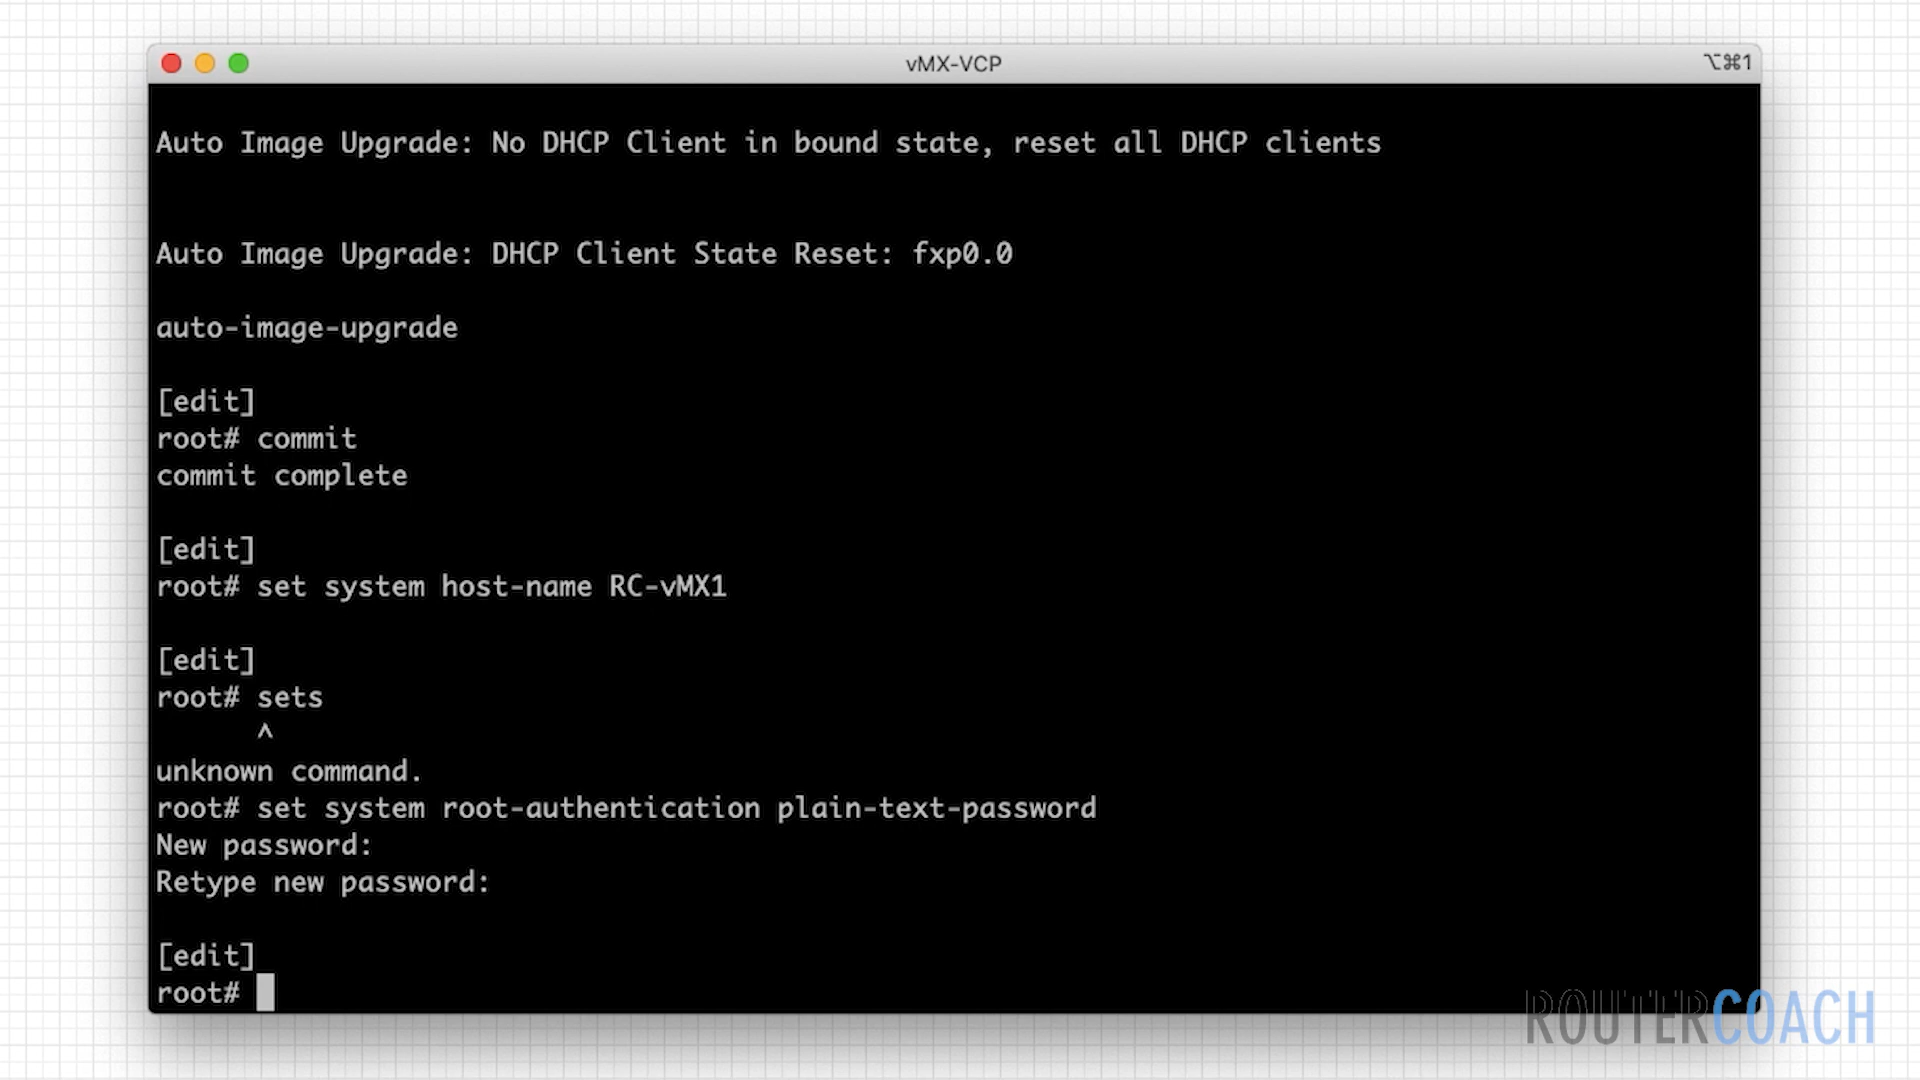 vMX-VCP
⌥⌘1
Auto Image Upgrade: No DHCP Client in bound state, reset all DHCP clients
Auto Image Upgrade: DHCP Client State Reset: fxp0.0
auto-image-upgrade
[edit]
root# commit
commit complete
[edit]
root# set system host-name RC-vMX1
[edit]
root# sets
^
unknown command.
root# set system root-authentication plain-text-password
New password:
Retype new password:
[edit]
root#
ROUTERCOACH